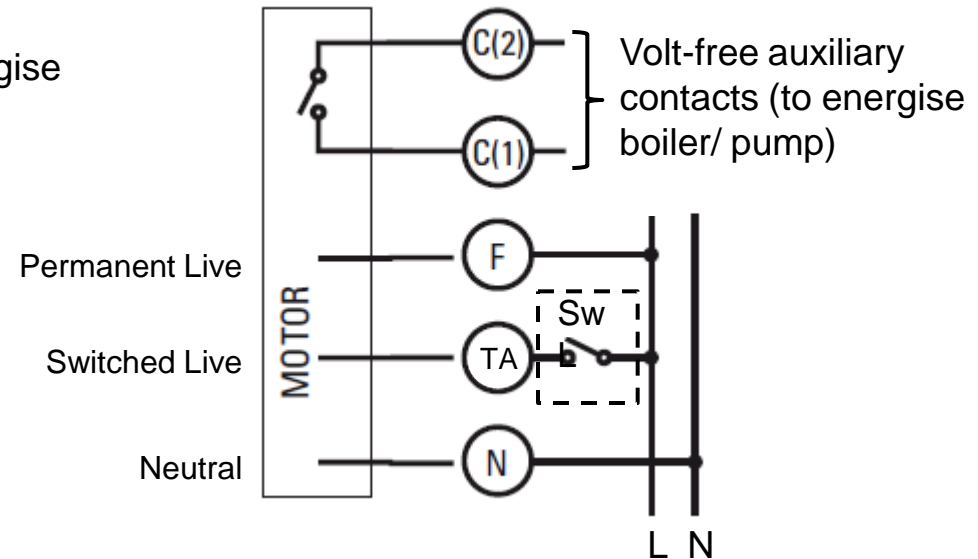 C(2)
Volt-free auxiliary
contacts (to energise
boiler/ pump)
gise
C(1)
Permanent Live
F
MOTOR
Sw
L
Switched Live
TA
Neutral
N
L N